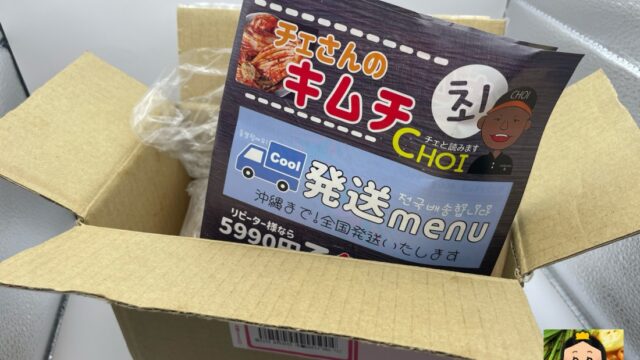 チェさんの
キムチ
최
CHOI
CHOI
チェと読みます
Cool
発送menu
沖縄まで!全国発送いたします
リピーター様なら
5990円